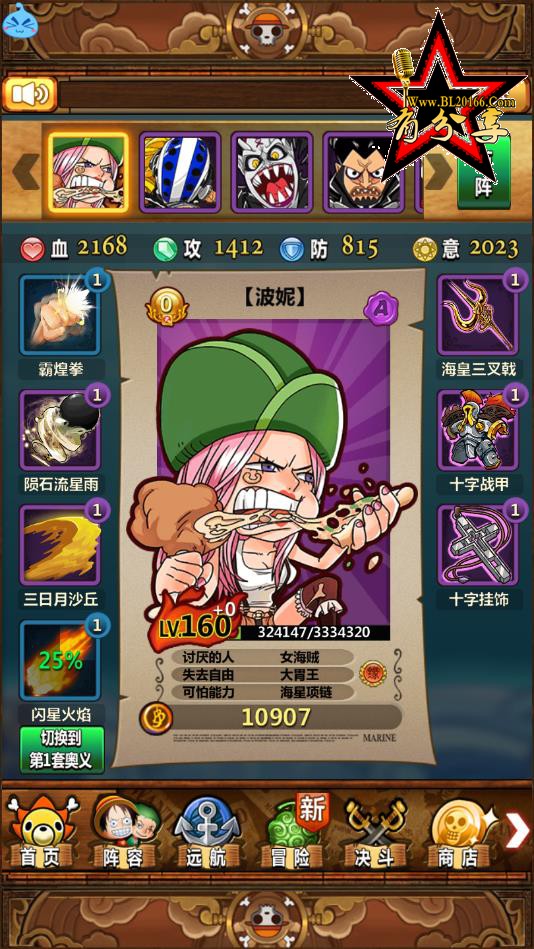 Www.BL20166.Com
有分享
阵
血 2168 攻 1412 防 815 意 2023
0
【波妮】
A
1
霸煌拳
1
陨石流星雨
1
三日月沙丘
1
25%
闪星火焰
切换到
第1套奥义
1
海皇三叉戟
1
十字战甲
1
十字挂饰
+0
LV.160
324147/3334320
讨厌的人 女海贼
失去自由 大胃王
可怕能力 海星项链
缘
10907
MARINE
新
首页 阵容 远航 冒险 决斗 商店